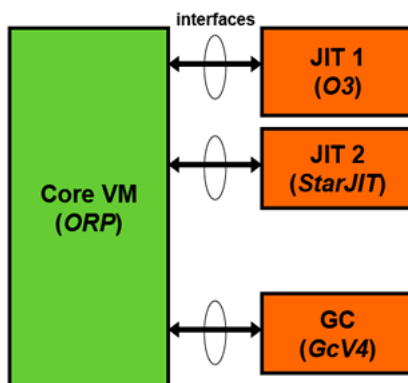 interfaces
JIT 1
(O3)
JIT 2
(StarJIT)
Core VM
(ORP)
GC
(GcV4)